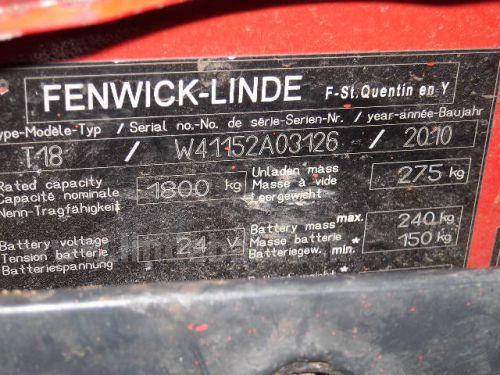 FENWICK-LINDE F-St.Quentin en Y
Type-Modèle-Typ / Serial no.-No. de série-Serien-Nr. / year-année-Baujahr
T18 / W41152A03126 / 2010
Rated capacity
Capacité nominale 1800 kg
Nenn-Tragfähigkeit
Unladen mass
Masse à vide 275 kg
Leergewicht
Battery voltage
Tension batterie 24 V
Batteriespannung
Battery mass max. 240 kg
Masse batterie
Batteriegew. min. 150 kg